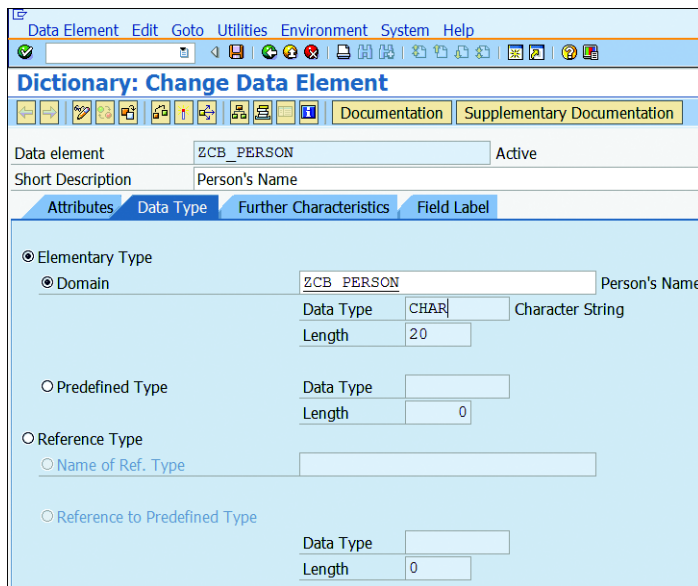 Data Element Edit Goto Utilities Environment System Help
Dictionary: Change Data Element
Documentation Supplementary Documentation
Data element ZCB_PERSON Active
Short Description Person's Name
Attributes Data Type Further Characteristics Field Label
Elementary Type
Domain ZCB_PERSON Person's Name
Data Type CHAR Character String
Length 20
Predefined Type Data Type
Length 0
Reference Type
Name of Ref. Type
Reference to Predefined Type
Data Type
Length 0